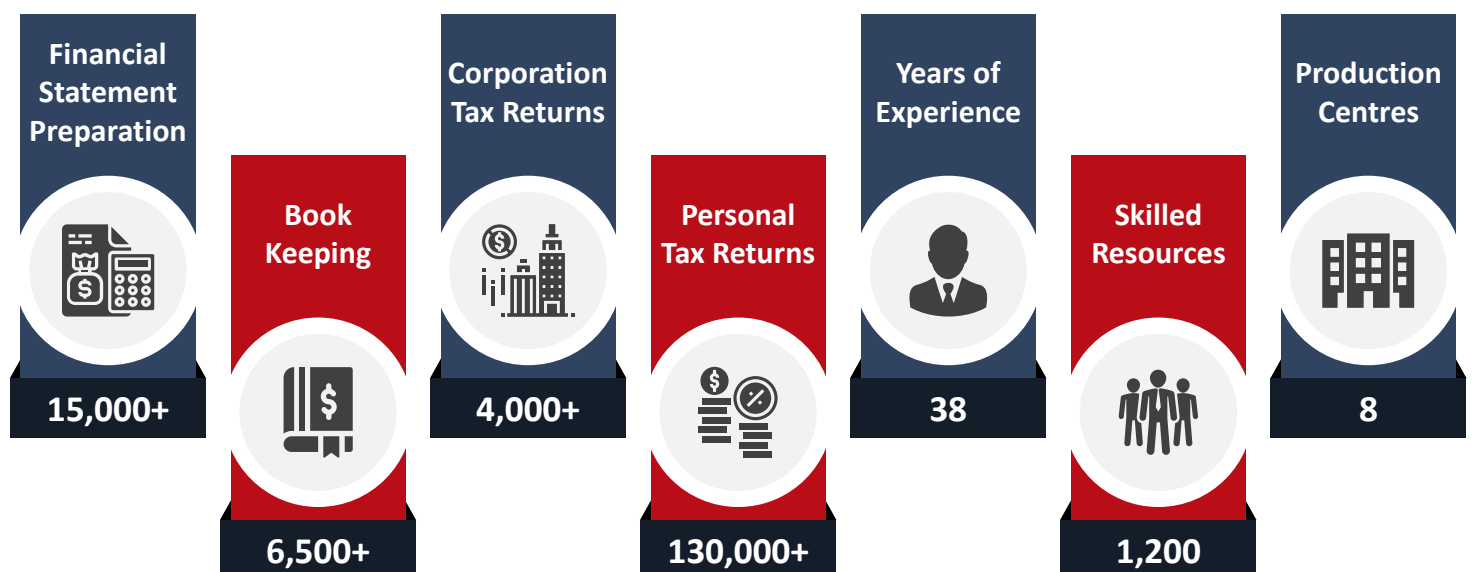 Financial
Statement
Preparation
15,000+
Book
Keeping
6,500+
Corporation
Tax Returns
4,000+
Personal
Tax Returns
130,000+
Years of
Experience
38
Skilled
Resources
1,200
Production
Centres
8